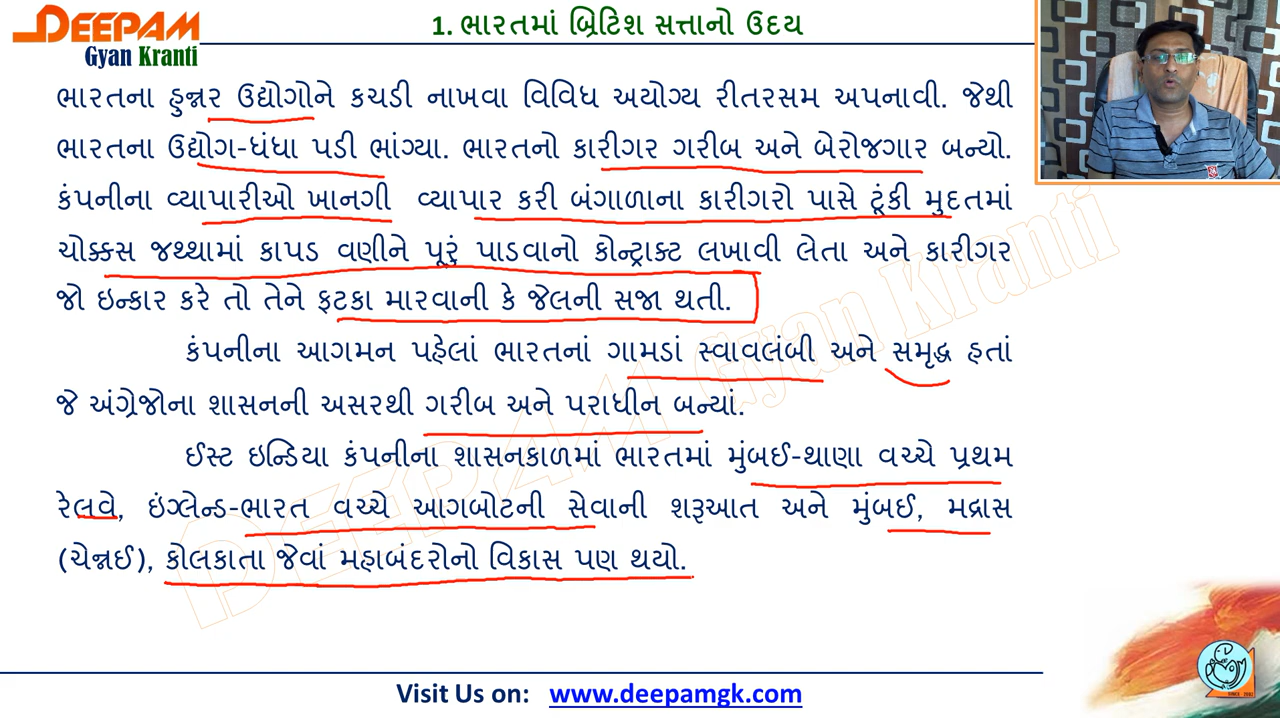 DEEPAM
Gyan Kranti
1. ભારતમાં બ્રિટિશ સત્તાનો ઉદય
ભારતના હુન્નર ઉદ્યોગોને કચડી નાખવા વિવિધ અયોગ્ય રીતરસમ અપનાવી. જેથી
ભારતના ઉદ્યોગ-ધંધા પડી ભાંગ્યા. ભારતનો કારીગર ગરીબ અને બેરોજગાર બન્યો.
કંપનીના વ્યાપારીઓ ખાનગી વ્યાપાર કરી બંગાળાના કારીગરો પાસે ટૂંકી મુદતમાં
ચોક્કસ જથ્થામાં કાપડ વણીને પૂરું પાડવાનો કોન્ટ્રાક્ટ લખાવી લેતા અને કારીગર
જો ઇન્કાર કરે તો તેને ફટકા મારવાની કે જેલની સજા થતી.
કંપનીના આગમન પહેલાં ભારતનાં ગામડાં સ્વાવલંબી અને સમૃદ્ધ હતાં
જે અંગ્રેજોના શાસનની અસરથી ગરીબ અને પરાધીન બન્યાં.
ઈસ્ટ ઇન્ડિયા કંપનીના શાસનકાળમાં ભારતમાં મુંબઈ-થાણા વચ્ચે પ્રથમ
રેલવે, ઇંગ્લેન્ડ-ભારત વચ્ચે આગબોટની સેવાની શરૂઆત અને મુંબઈ, મદ્રાસ
(ચેન્નઈ), કોલકાતા જેવાં મહાબંદરોનો વિકાસ પણ થયો.
DEEPAM Gyan Kranti
Visit Us on: www.deepamgk.com